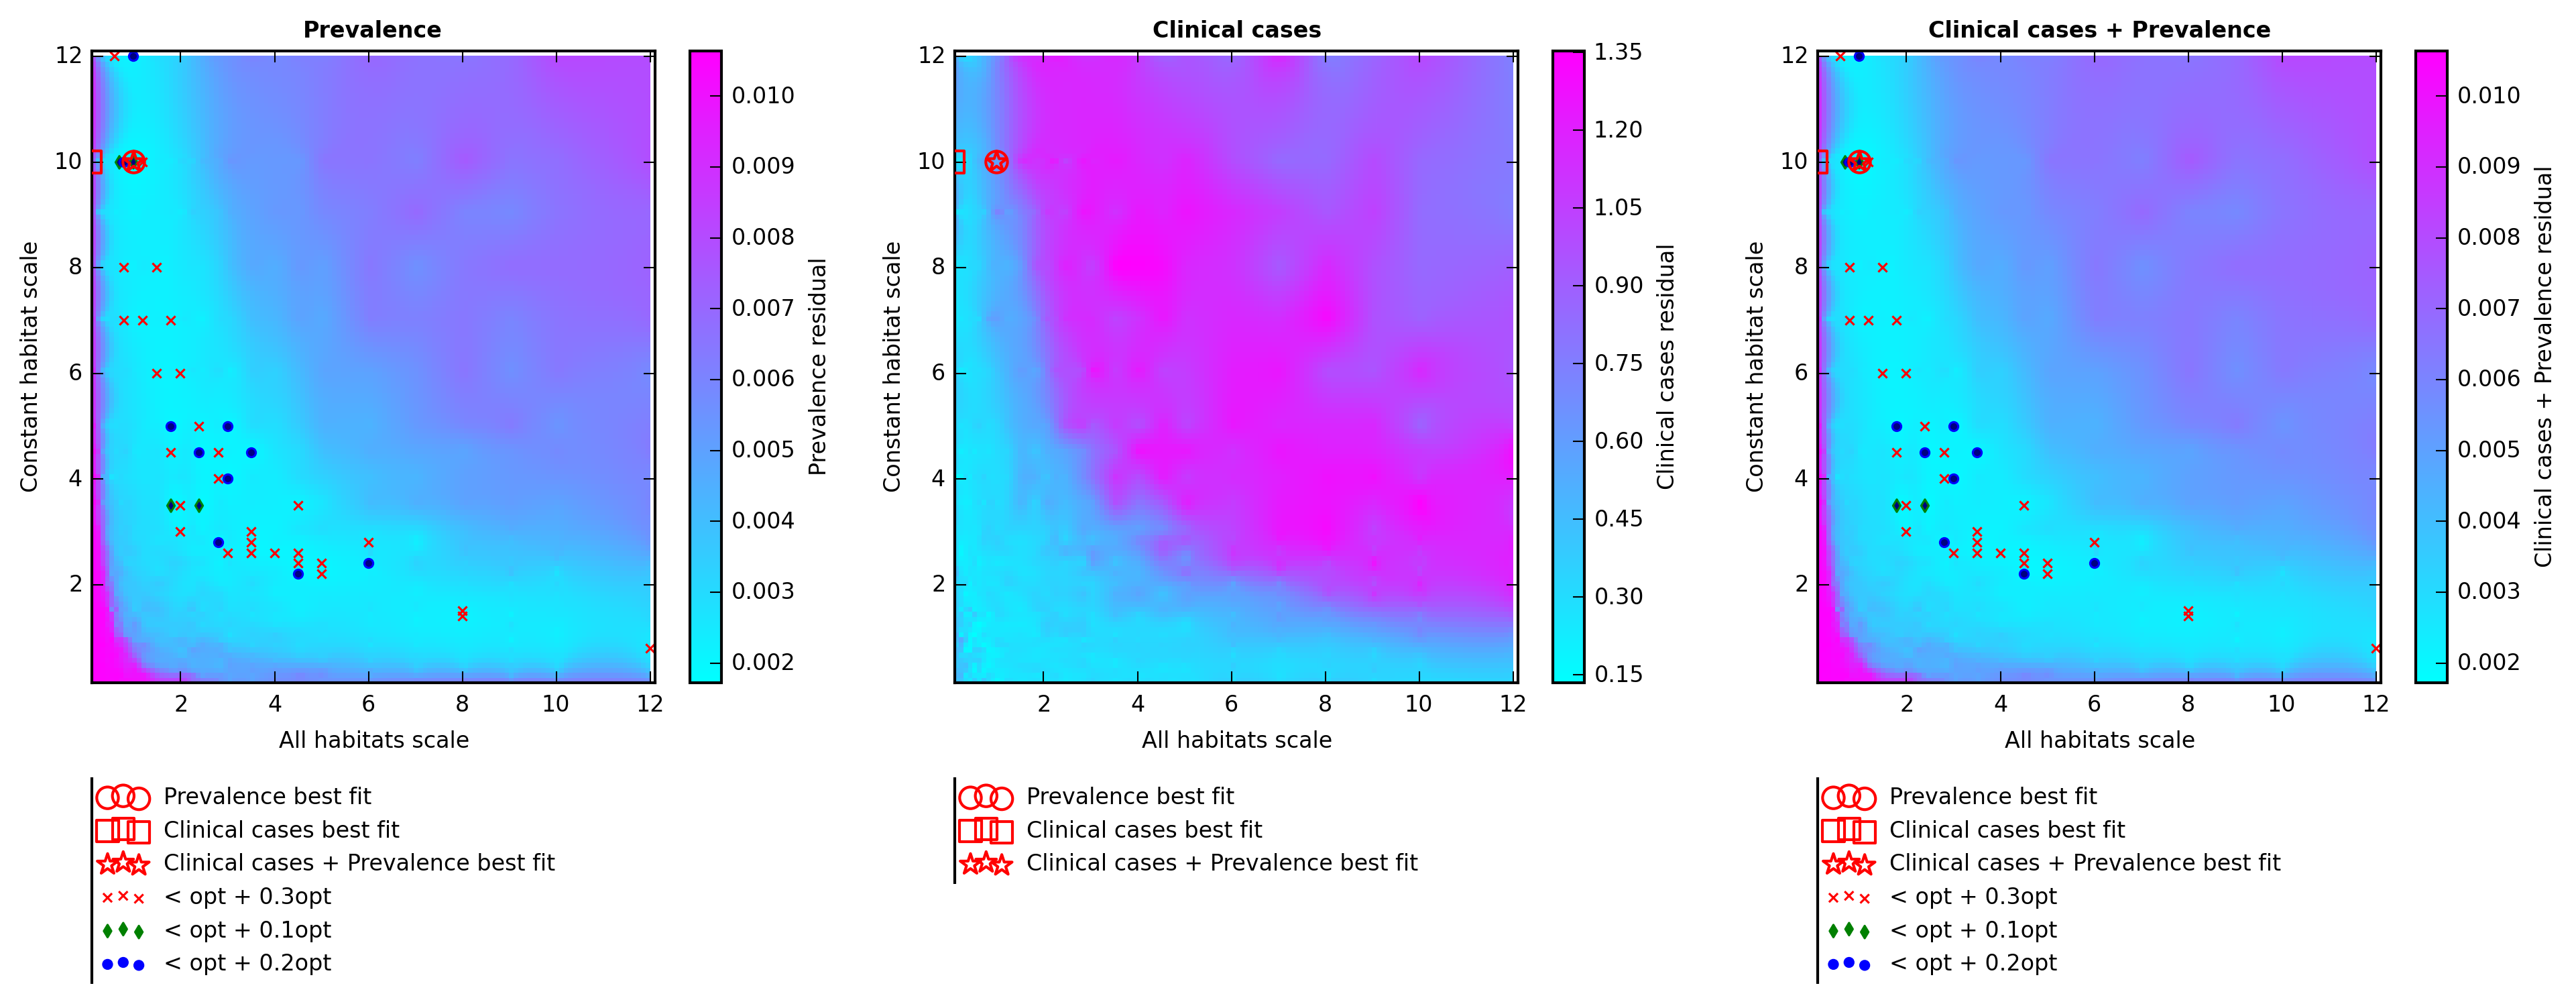 Prevalence
12
10
8
6
4
2
2 4 6 8 10 12
Constant habitat scale
All habitats scale
0.010
0.009
0.008
0.007
0.006
0.005
0.004
0.003
0.002
Prevalence residual
Prevalence best fit
Clinical cases best fit
Clinical cases + Prevalence best fit
< opt + 0.3opt
< opt + 0.1opt
< opt + 0.2opt
Clinical cases
12
10
8
6
4
2
2 4 6 8 10 12
Constant habitat scale
All habitats scale
1.35
1.20
1.05
0.90
0.75
0.60
0.45
0.30
0.15
Clinical cases residual
Prevalence best fit
Clinical cases best fit
Clinical cases + Prevalence best fit
Clinical cases + Prevalence
12
10
8
6
4
2
2 4 6 8 10 12
Constant habitat scale
All habitats scale
0.010
0.009
0.008
0.007
0.006
0.005
0.004
0.003
0.002
Clinical cases + Prevalence residual
Prevalence best fit
Clinical cases best fit
Clinical cases + Prevalence best fit
< opt + 0.3opt
< opt + 0.1opt
< opt + 0.2opt